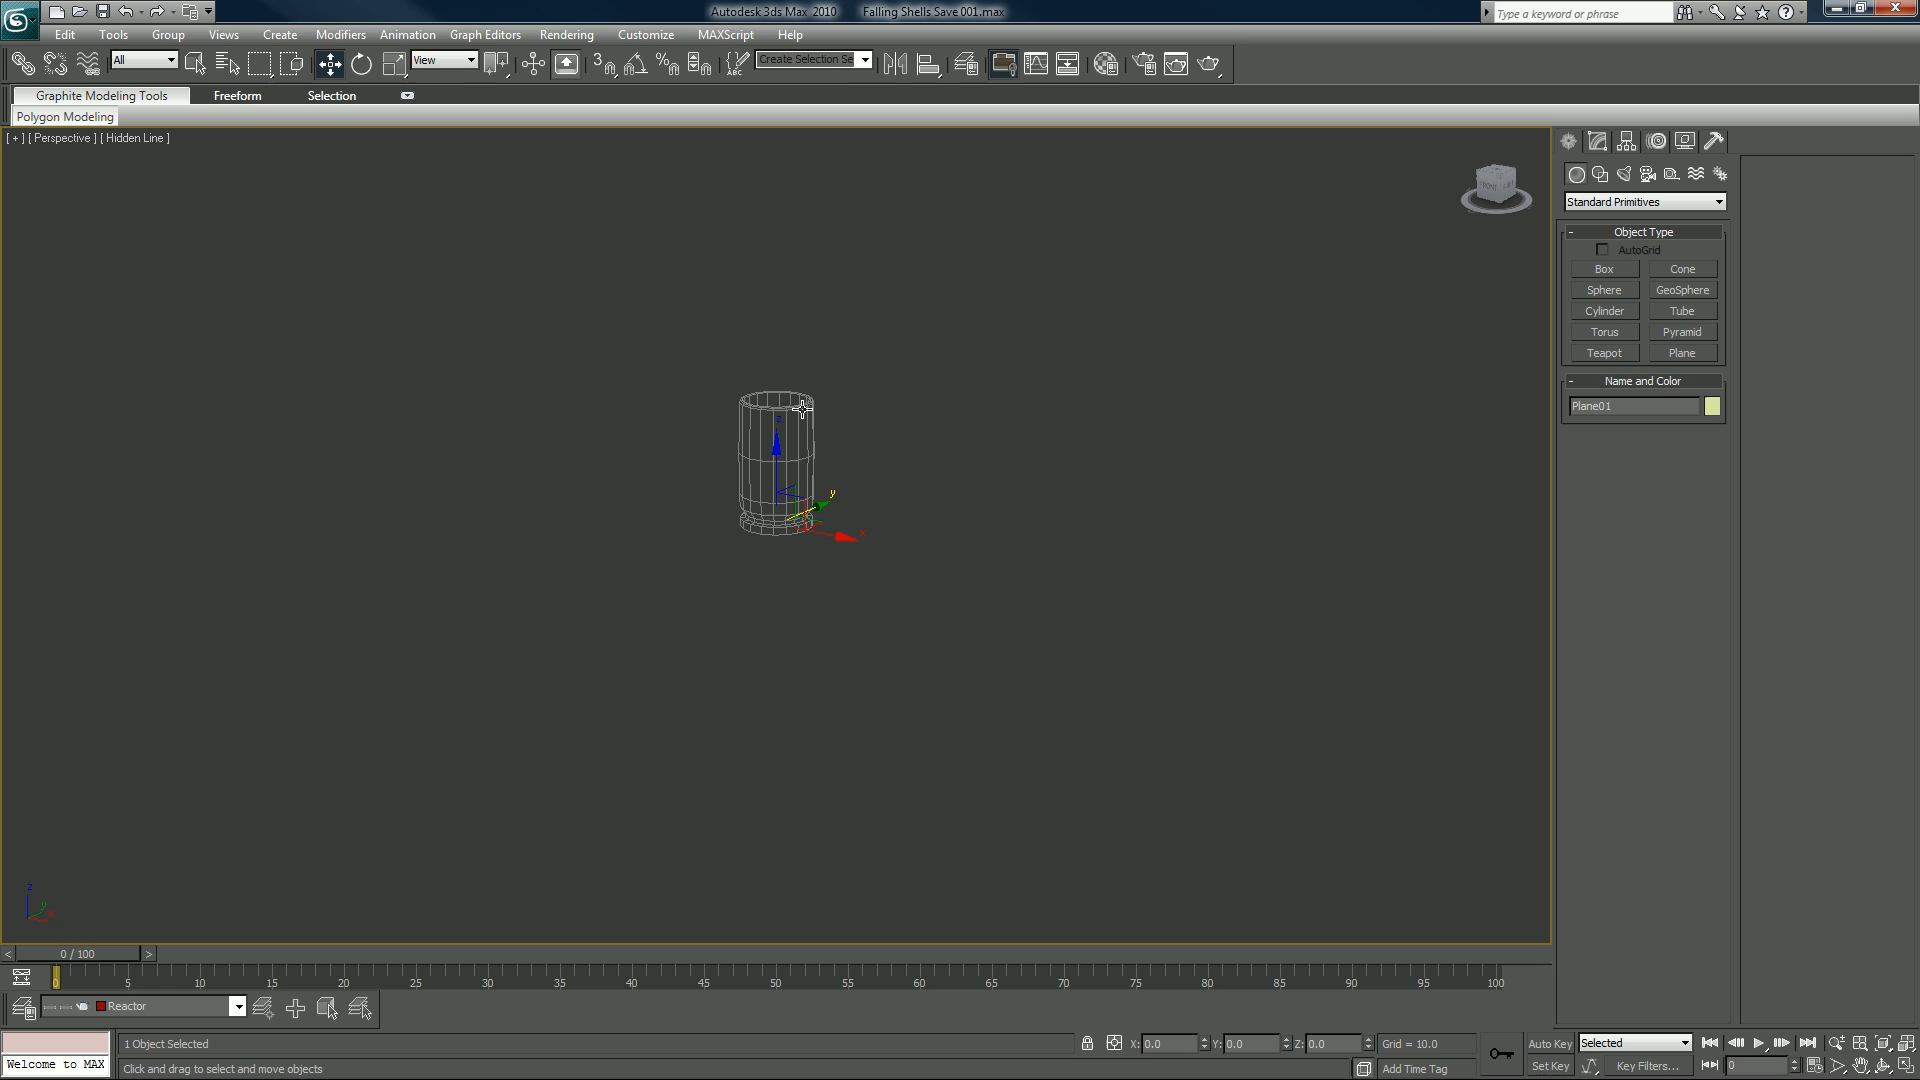 Autodesk 3ds Max 2010 Falling Shells Save 001.max
Type a keyword or phrase
Edit Tools Group Views Create Modifiers Animation Graph Editors Rendering Customize MAXScript Help
All View Create Selection Se
Graphite Modeling Tools Freeform Selection
Polygon Modeling
[ + ] [ Perspective ] [ Hidden Line ]
FRONT
Standard Primitives
- Object Type
AutoGrid
Box Cone
Sphere GeoSphere
Cylinder Tube
Torus Pyramid
Teapot Plane
- Name and Color
Plane01
z
y
x
z
< 0 / 100 >
0 5 10 15 20 25 30 35 40 45 50 55 60 65 70 75 80 85 90 95 100
Reactor
1 Object Selected X: 0.0 Y: 0.0 Z: 0.0 Grid = 10.0 Auto Key Selected
Welcome to MAX Click and drag to select and move objects Add Time Tag Set Key Key Filters... 0